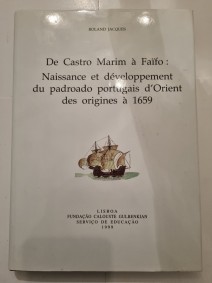 ROLAND JACQUES
De Castro Marim à Faïfo :
Naissance et développement
du padroado portugais d'Orient
des origines à 1659
LISBOA
FUNDAÇÃO CALOUSTE GULBENKIAN
SERVIÇO DE EDUCAÇÃO
1999